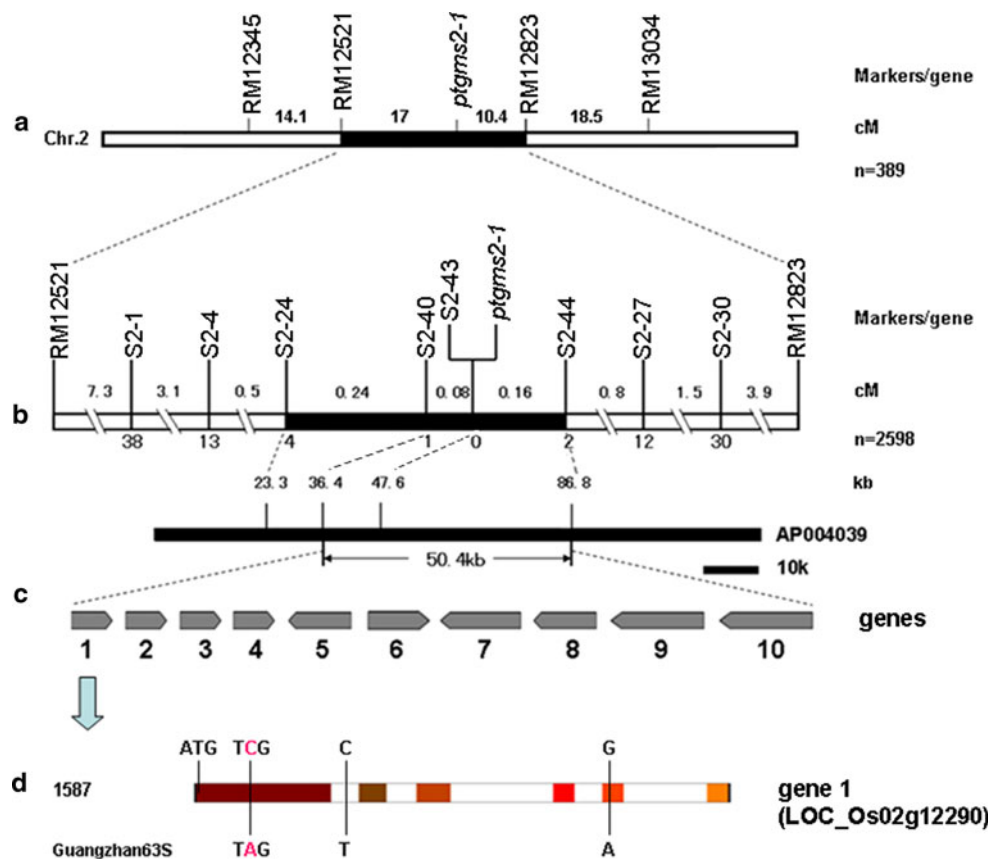 RM12345 RM12521 ptgms2-1 RM12823 RM13034 Markers/gene
14.1 17 10.4 18.5
a Chr.2 cM
n=389
RM12521 S2-1 S2-4 S2-24 S2-40 S2-43 ptgms2-1 S2-44 S2-27 S2-30 RM12823 Markers/gene
7.3 3.1 0.5 0.24 0.08 0.16 0.8 1.5 3.9 cM
b
38 13 4 1 0 2 12 30 n=2598
23.3 36.4 47.6 86.8 kb
AP004039
50.4kb 10k
c genes
1 2 3 4 5 6 7 8 9 10
ATG TCG C G
d 1587 gene 1
(LOC_Os02g12290)
Guangzhan63S TAG T A